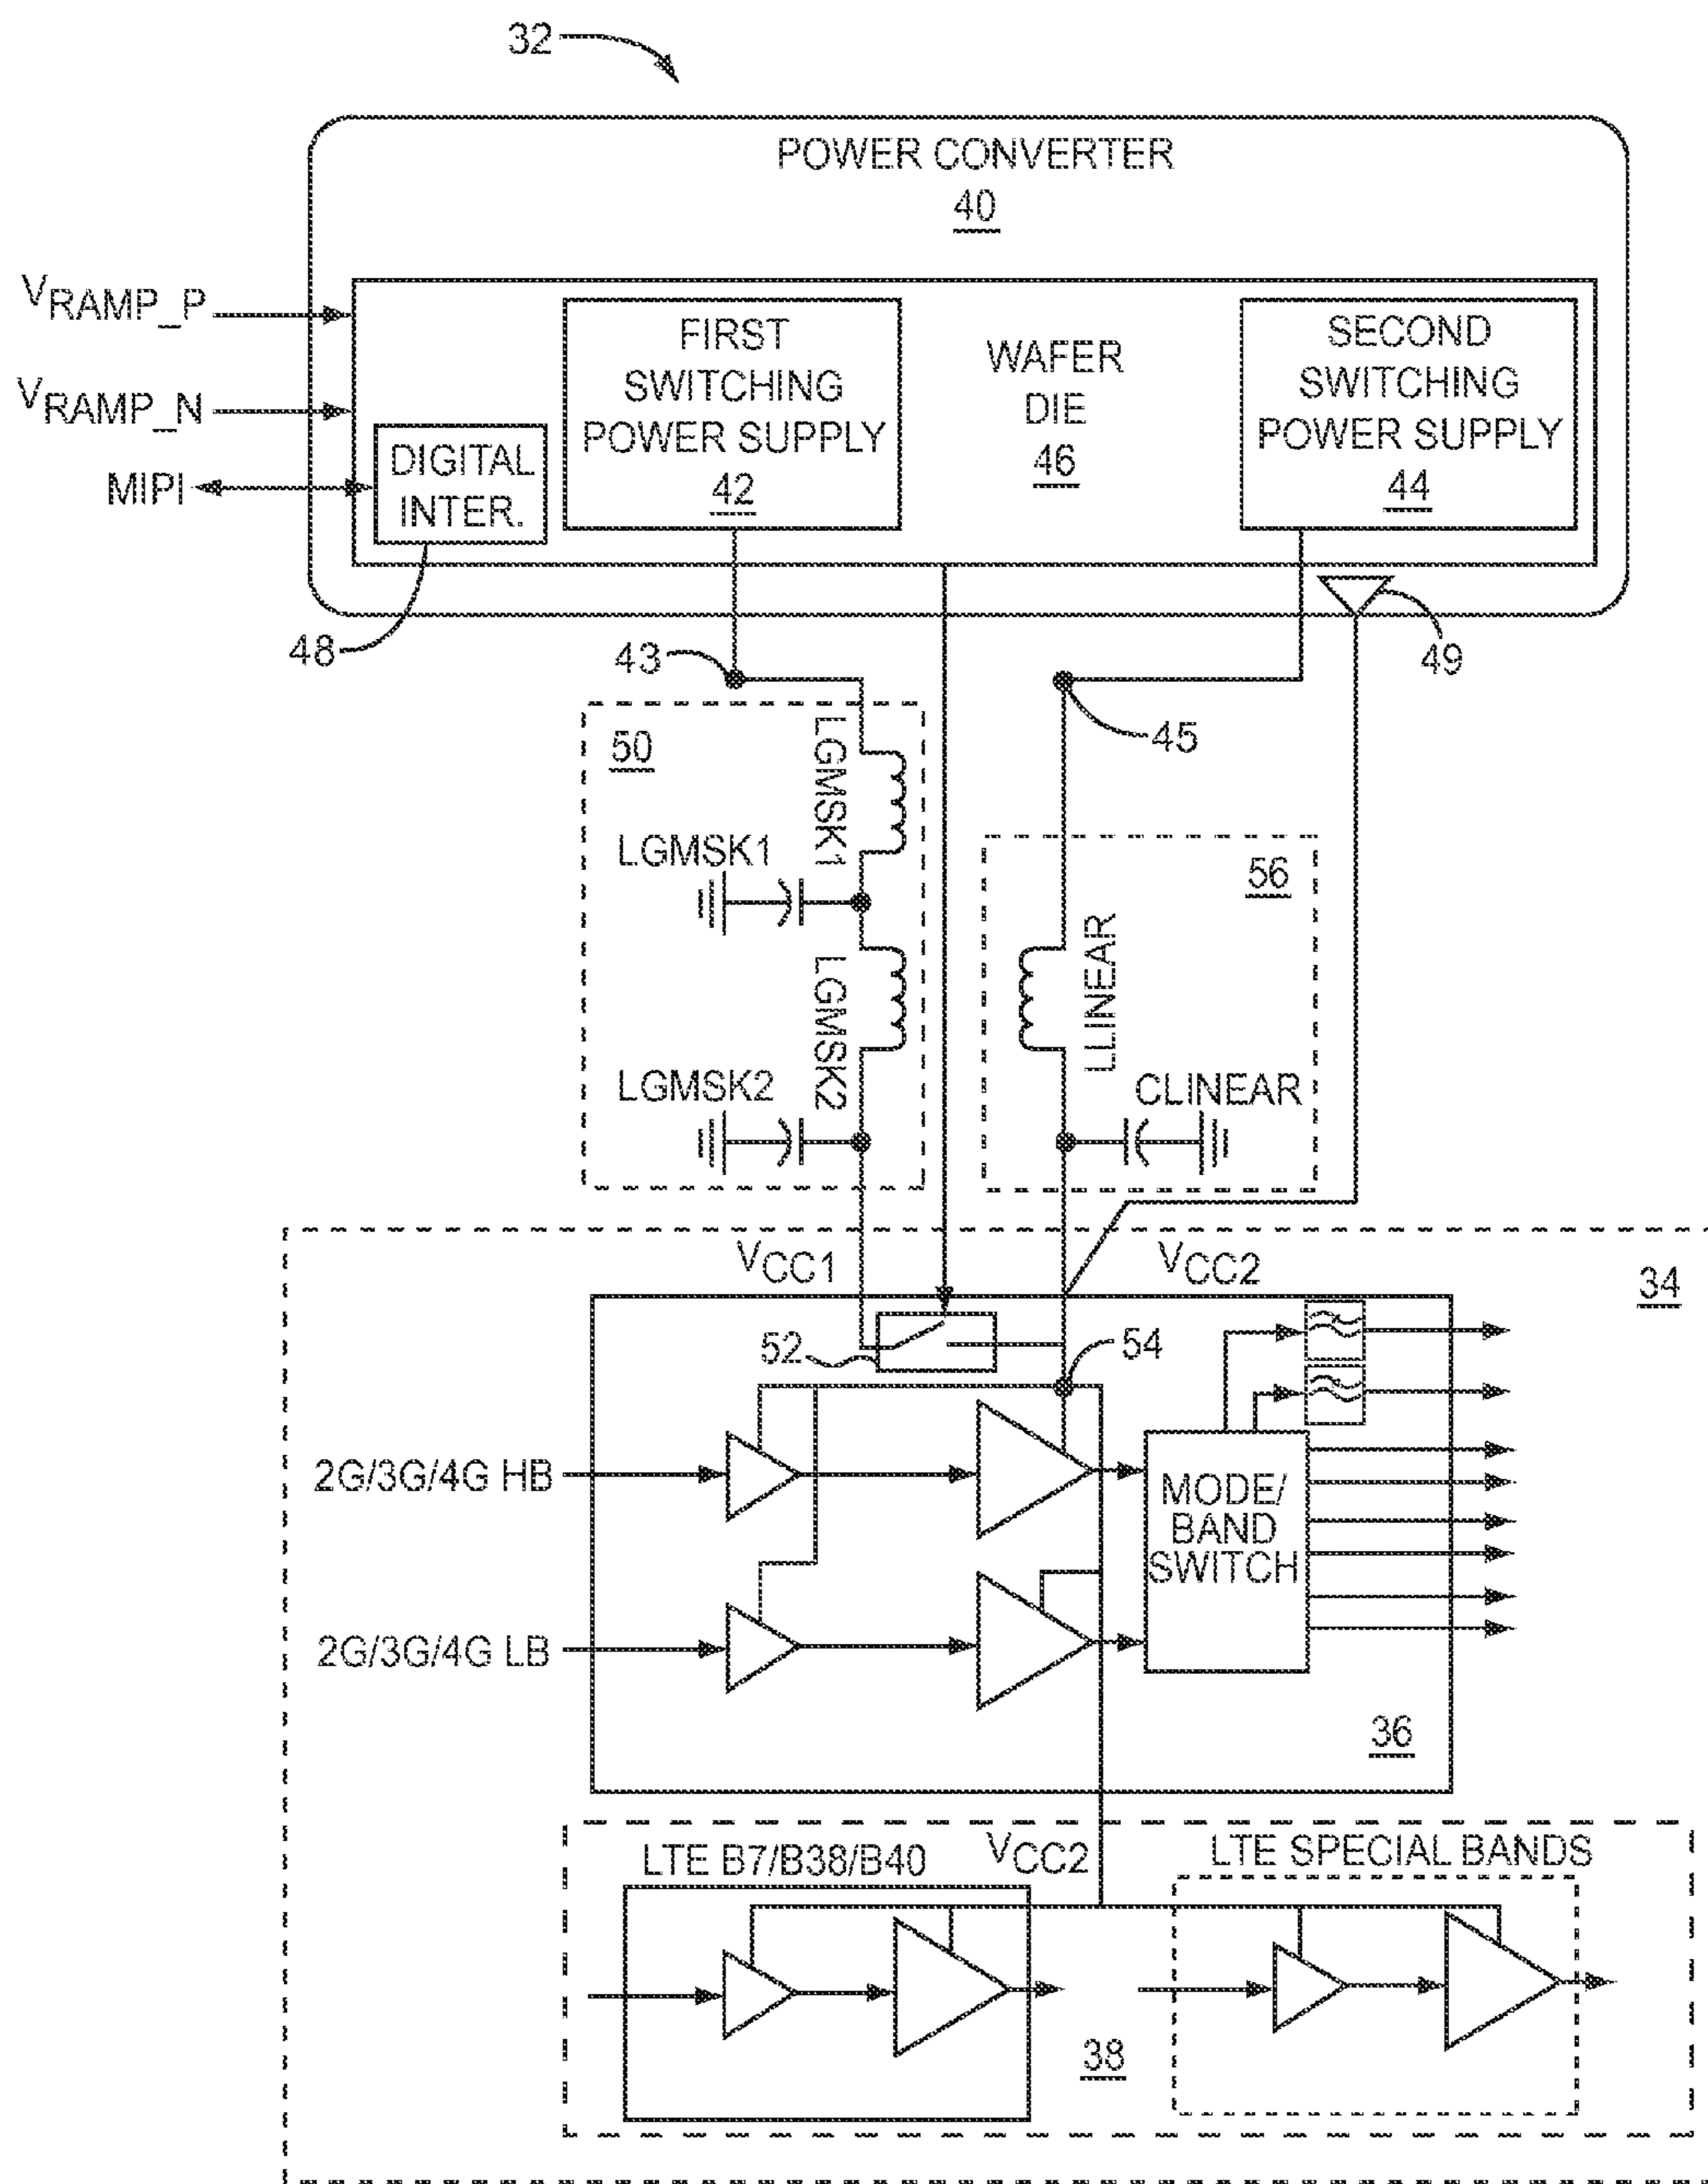 32
POWER CONVERTER
40
VRAMP_P
VRAMP_N
MIPI
DIGITAL
INTER.
48
FIRST
SWITCHING
POWER SUPPLY
42
WAFER
DIE
46
SECOND
SWITCHING
POWER SUPPLY
44
43
45
49
50
LGMSK1
LGMSK1
LGMSK2
LGMSK2
56
LLINEAR
CLINEAR
VCC1
VCC2
34
52
54
2G/3G/4G HB
2G/3G/4G LB
MODE/
BAND
SWITCH
36
LTE B7/B38/B40
VCC2
LTE SPECIAL BANDS
38